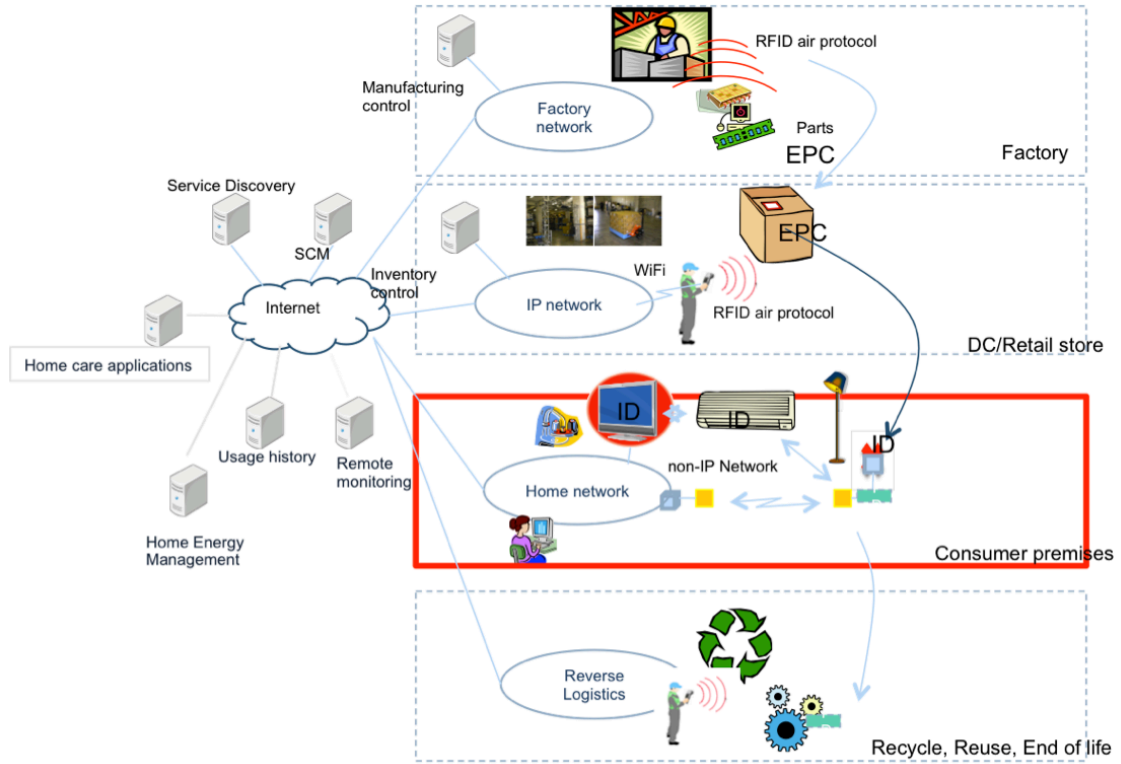 RFID air protocol
Manufacturing
control
Factory
network
Parts
EPC
Factory
Service Discovery
SCM
EPC
Inventory
control
WiFi
Internet
IP network
RFID air protocol
DC/Retail store
Home care applications
ID
ID
ID
non-IP Network
Usage history
Remote
monitoring
Home network
Home Energy
Management
Consumer premises
Reverse
Logistics
Recycle, Reuse, End of life